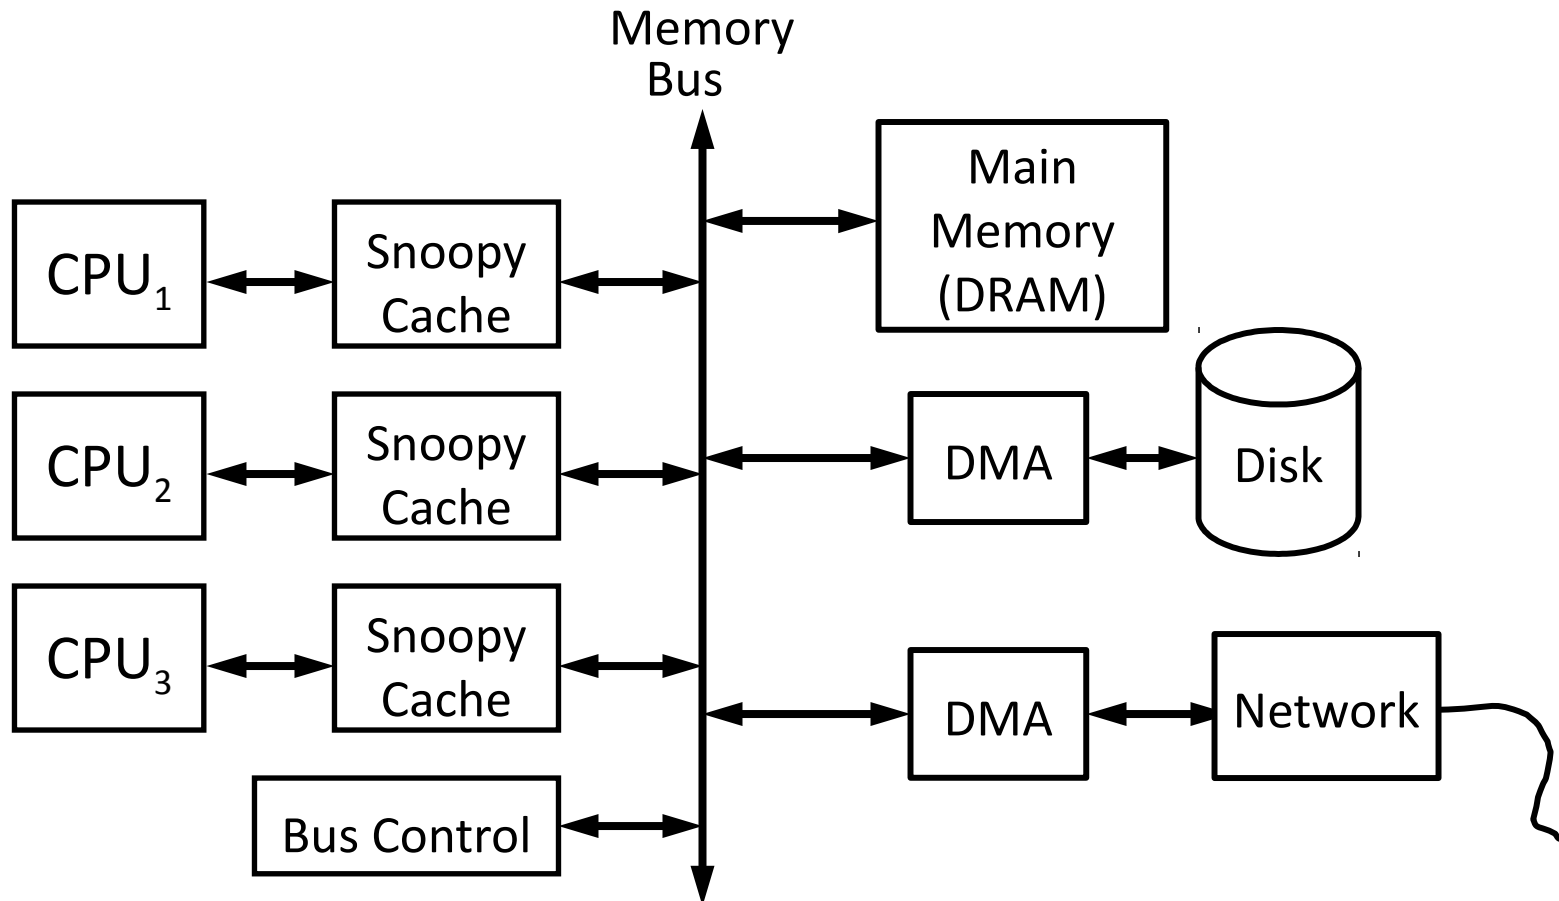 Memory
Bus
Main
Memory
(DRAM)
CPU₁
Snoopy
Cache
CPU₂
Snoopy
Cache
DMA
Disk
CPU₃
Snoopy
Cache
DMA
Network
Bus Control